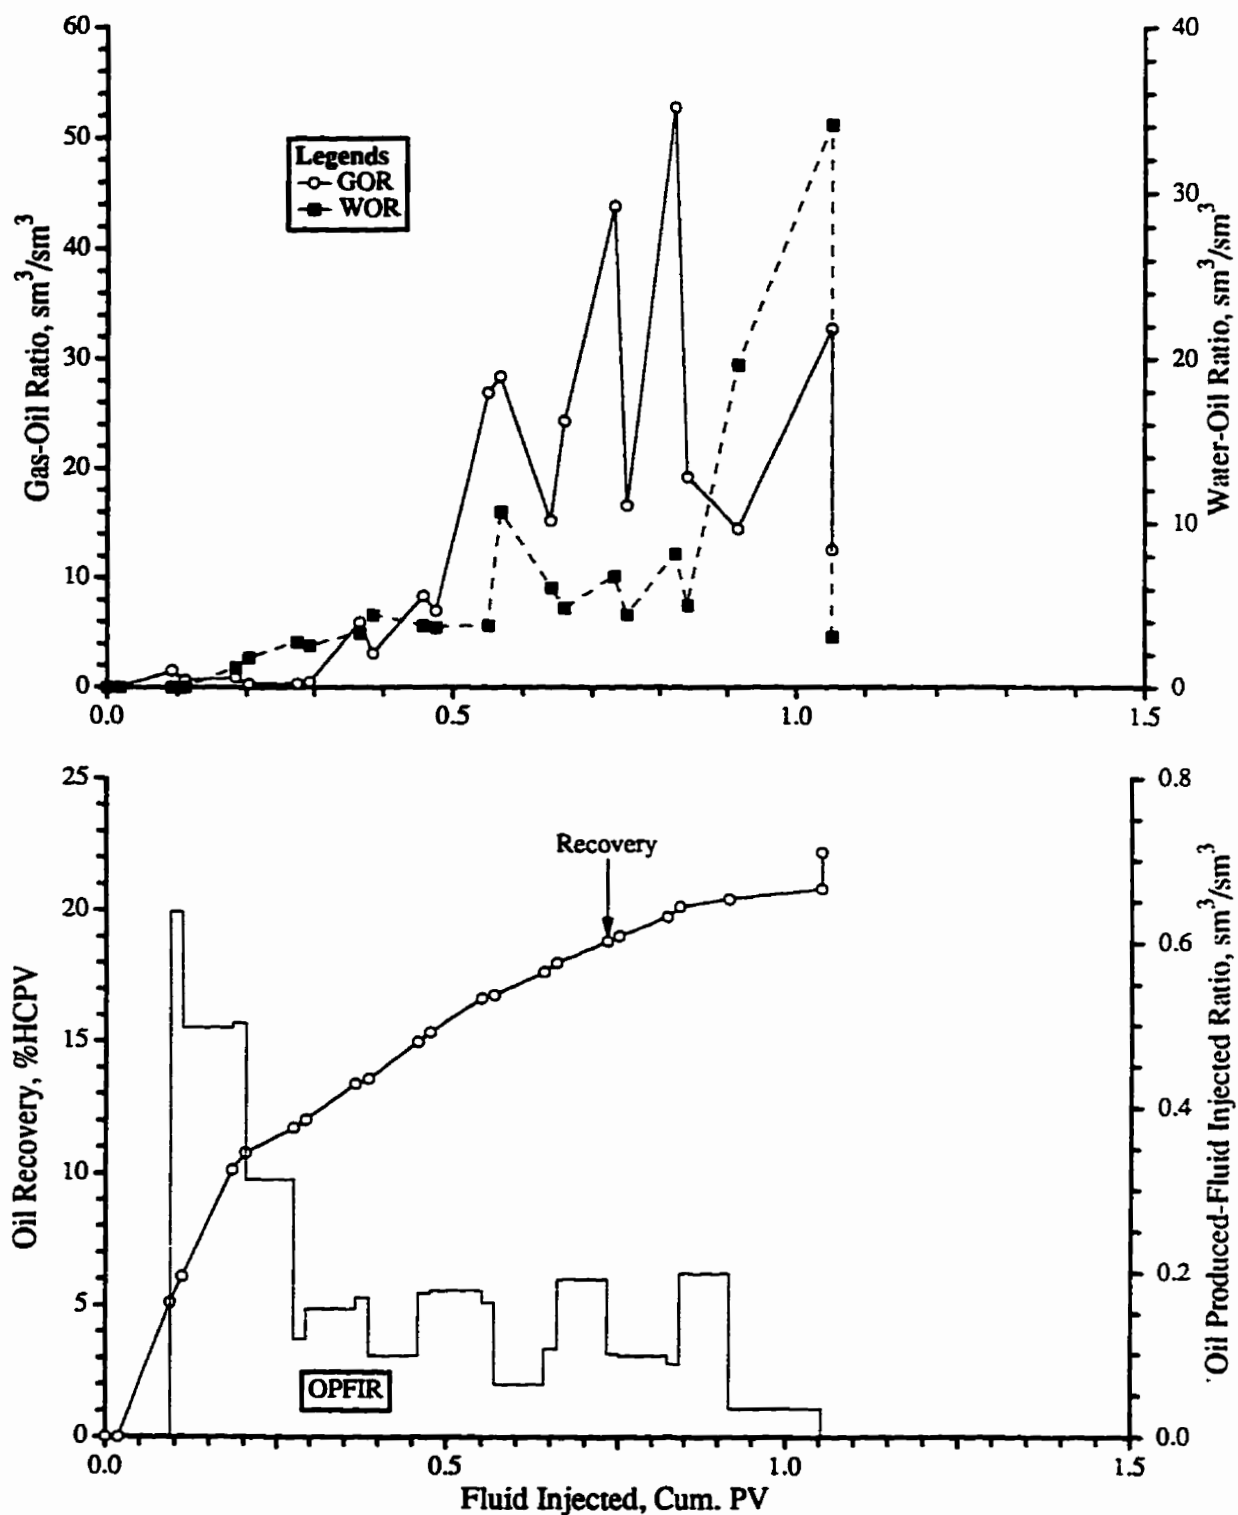 60
50
40
30
20
10
0
Gas-Oil Ratio, sm³/sm³
Legends
GOR
WOR
40
30
20
10
0
Water-Oil Ratio, sm³/sm³
0.0 0.5 1.0 1.5
25
20
15
10
5
0
Oil Recovery, %HCPV
Recovery
OPFIR
0.8
0.6
0.4
0.2
0.0
Oil Produced-Fluid Injected Ratio, sm³/sm³
0.0 0.5 1.0 1.5
Fluid Injected, Cum. PV